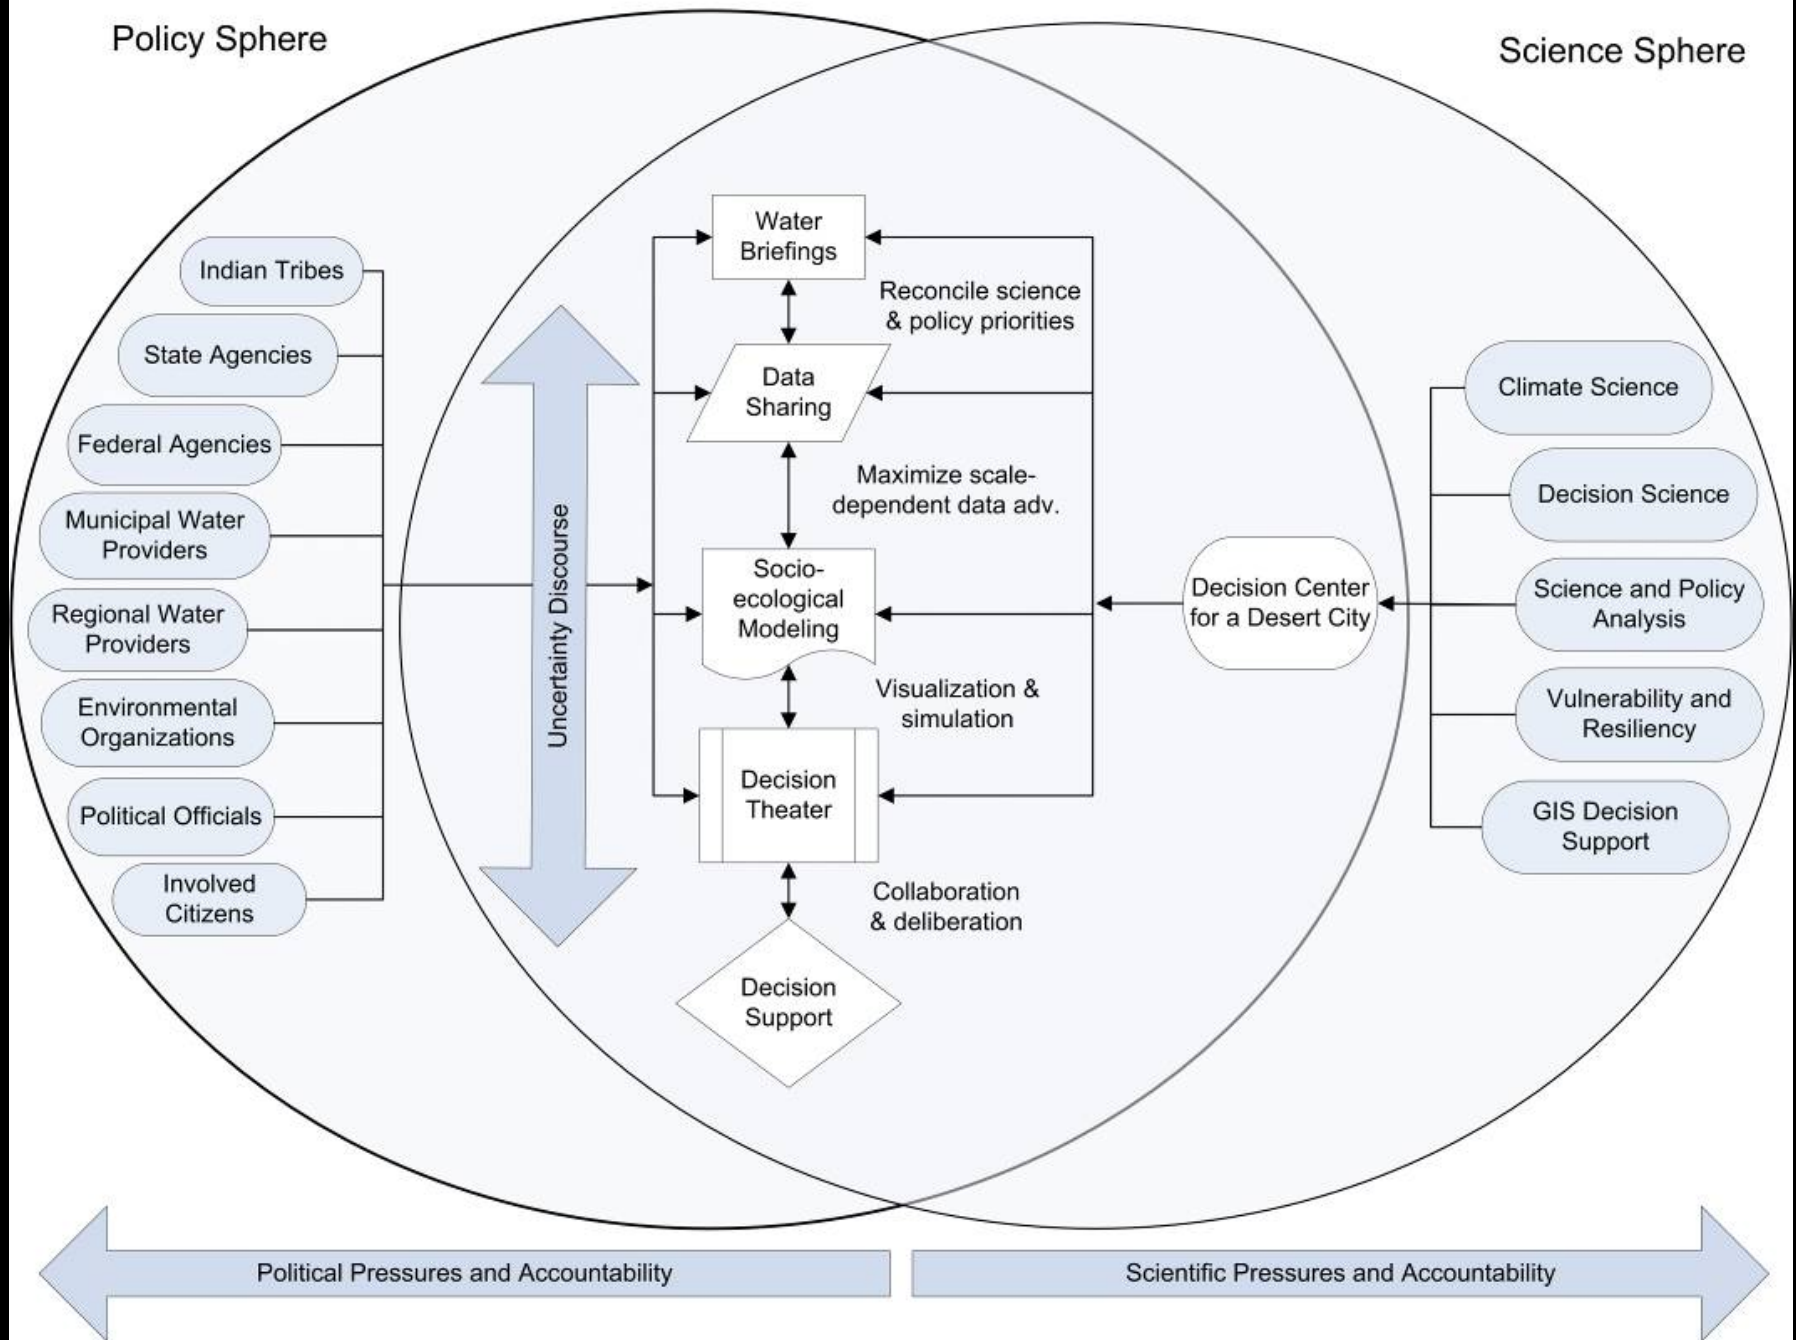 Policy Sphere
Science Sphere
Indian Tribes
State Agencies
Federal Agencies
Municipal Water
Providers
Regional Water
Providers
Environmental
Organizations
Political Officials
Involved
Citizens
Uncertainty Discourse
Water
Briefings
Reconcile science
& policy priorities
Data
Sharing
Maximize scale-
dependent data adv.
Socio-
ecological
Modeling
Visualization &
simulation
Decision
Theater
Collaboration
& deliberation
Decision
Support
Decision Center
for a Desert City
Climate Science
Decision Science
Science and Policy
Analysis
Vulnerability and
Resiliency
GIS Decision
Support
Political Pressures and Accountability
Scientific Pressures and Accountability